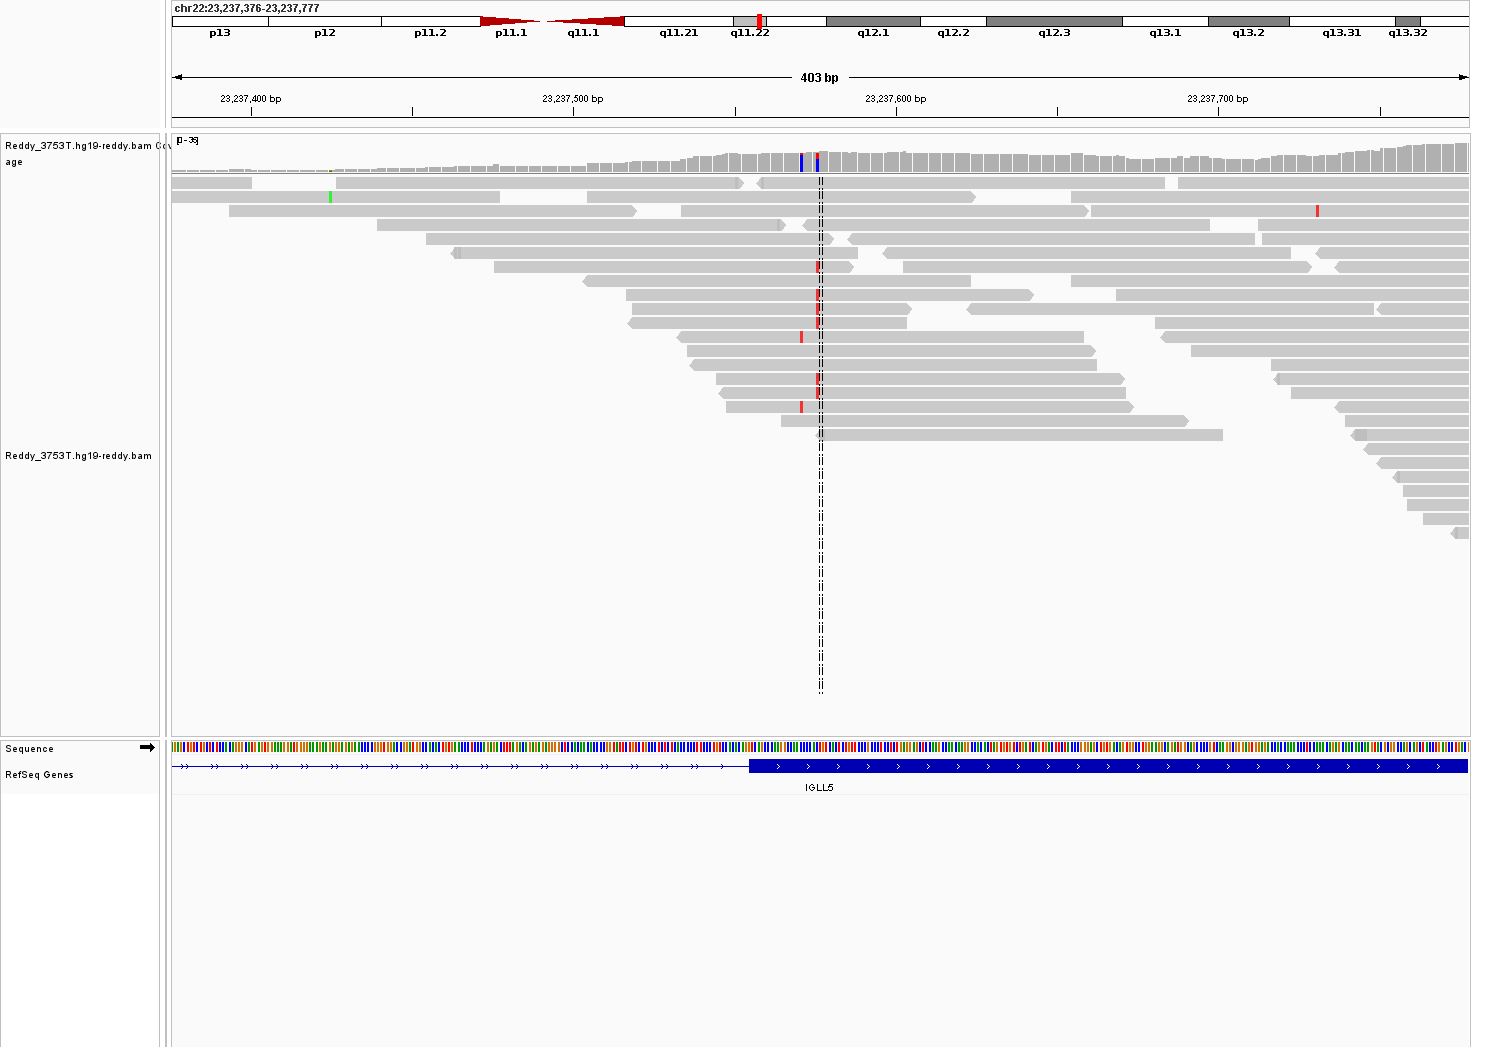 chr22:23,237,376-23,237,777
p13 p12 p11.2 p11.1 q11.1 q11.21 q11.22 q12.1 q12.2 q12.3 q13.1 q13.2 q13.31 q13.32
403 bp
23,237,400 bp 23,237,500 bp 23,237,600 bp 23,237,700 bp
Reddy_3753T.hg19-reddy.bam Cov
age
Reddy_3753T.hg19-reddy.bam
Sequence
RefSeq Genes
IGLL5